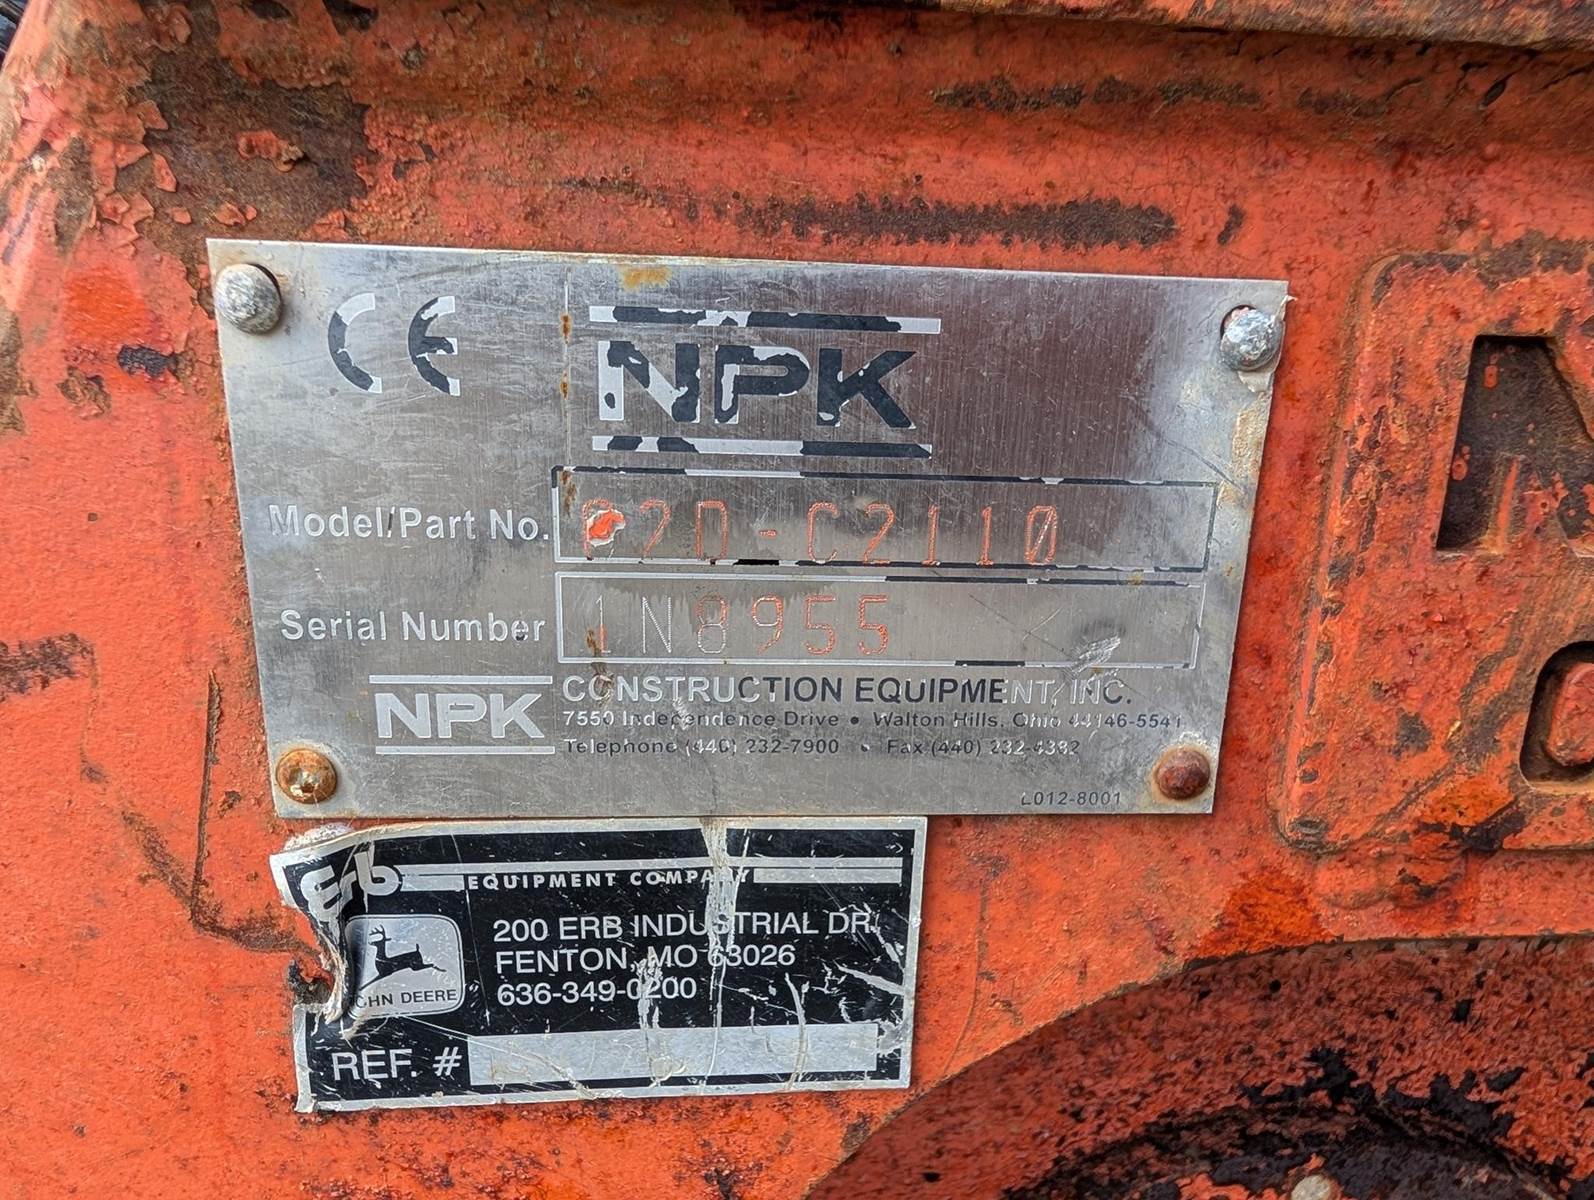 CE
NPK
Model/Part No. C2D-C2110
Serial Number 1N8955
NPK CONSTRUCTION EQUIPMENT, INC.
7550 Independence Drive • Walton Hills, Ohio 44146-5541
Telephone (440) 232-7900 • Fax (440) 232-4382
L012-8001
Erb EQUIPMENT COMPANY
JOHN DEERE
200 ERB INDUSTRIAL DR.
FENTON, MO 63026
636-349-0200
REF. #